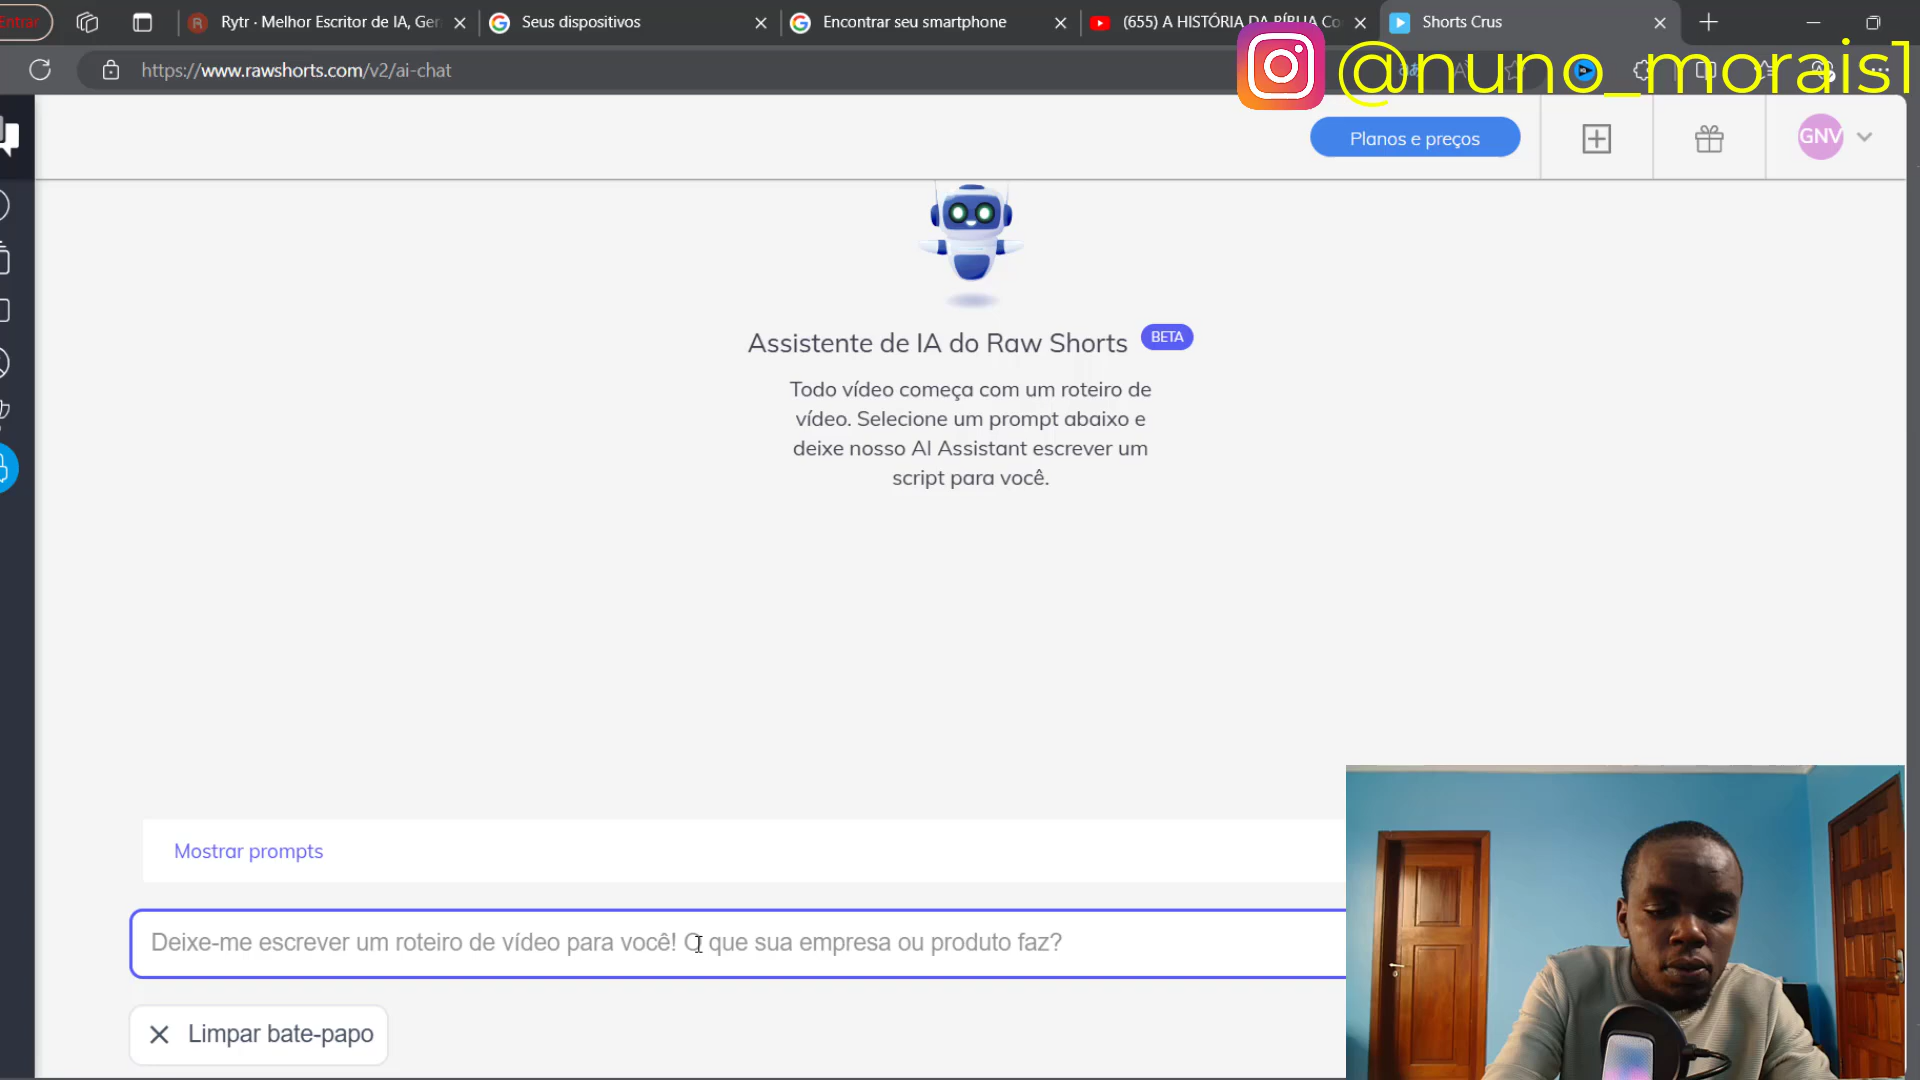 Entrar
Rytr · Melhor Escritor de IA, Ger
Seus dispositivos
Encontrar seu smartphone
(655) A HISTÓRIA DA BÍBLIA Co
Shorts Crus
https://www.rawshorts.com/v2/ai-chat
@nuno_morais1
Planos e preços
GNV
Assistente de IA do Raw Shorts
BETA
Todo vídeo começa com um roteiro de
vídeo. Selecione um prompt abaixo e
deixe nosso AI Assistant escrever um
script para você.
Mostrar prompts
Deixe-me escrever um roteiro de vídeo para você! O que sua empresa ou produto faz?
Limpar bate-papo